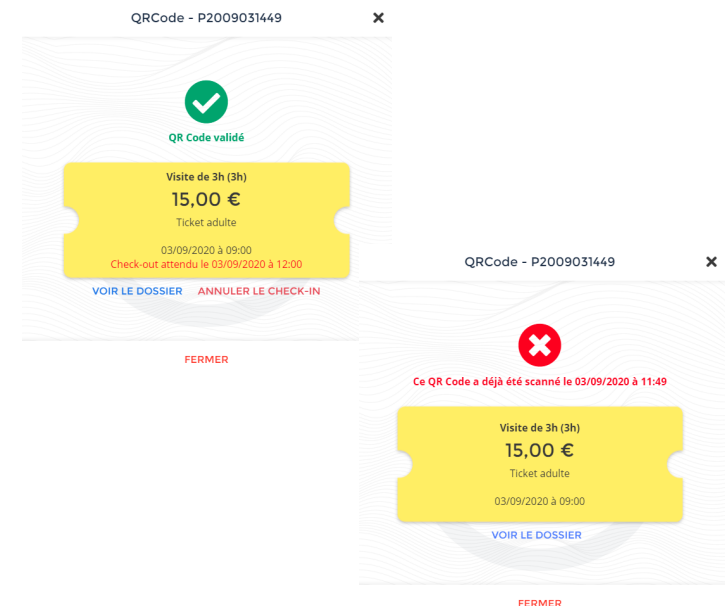 QRCode - P2009031449
QR Code validé
Visite de 3h (3h)
15,00 €
Ticket adulte
03/09/2020 à 09:00
Check-out attendu le 03/09/2020 à 12:00
VOIR LE DOSSIER ANNULER LE CHECK-IN
FERMER
QRCode - P2009031449
Ce QR Code a déjà été scanné le 03/09/2020 à 11:49
Visite de 3h (3h)
15,00 €
Ticket adulte
03/09/2020 à 09:00
VOIR LE DOSSIER
FERMER